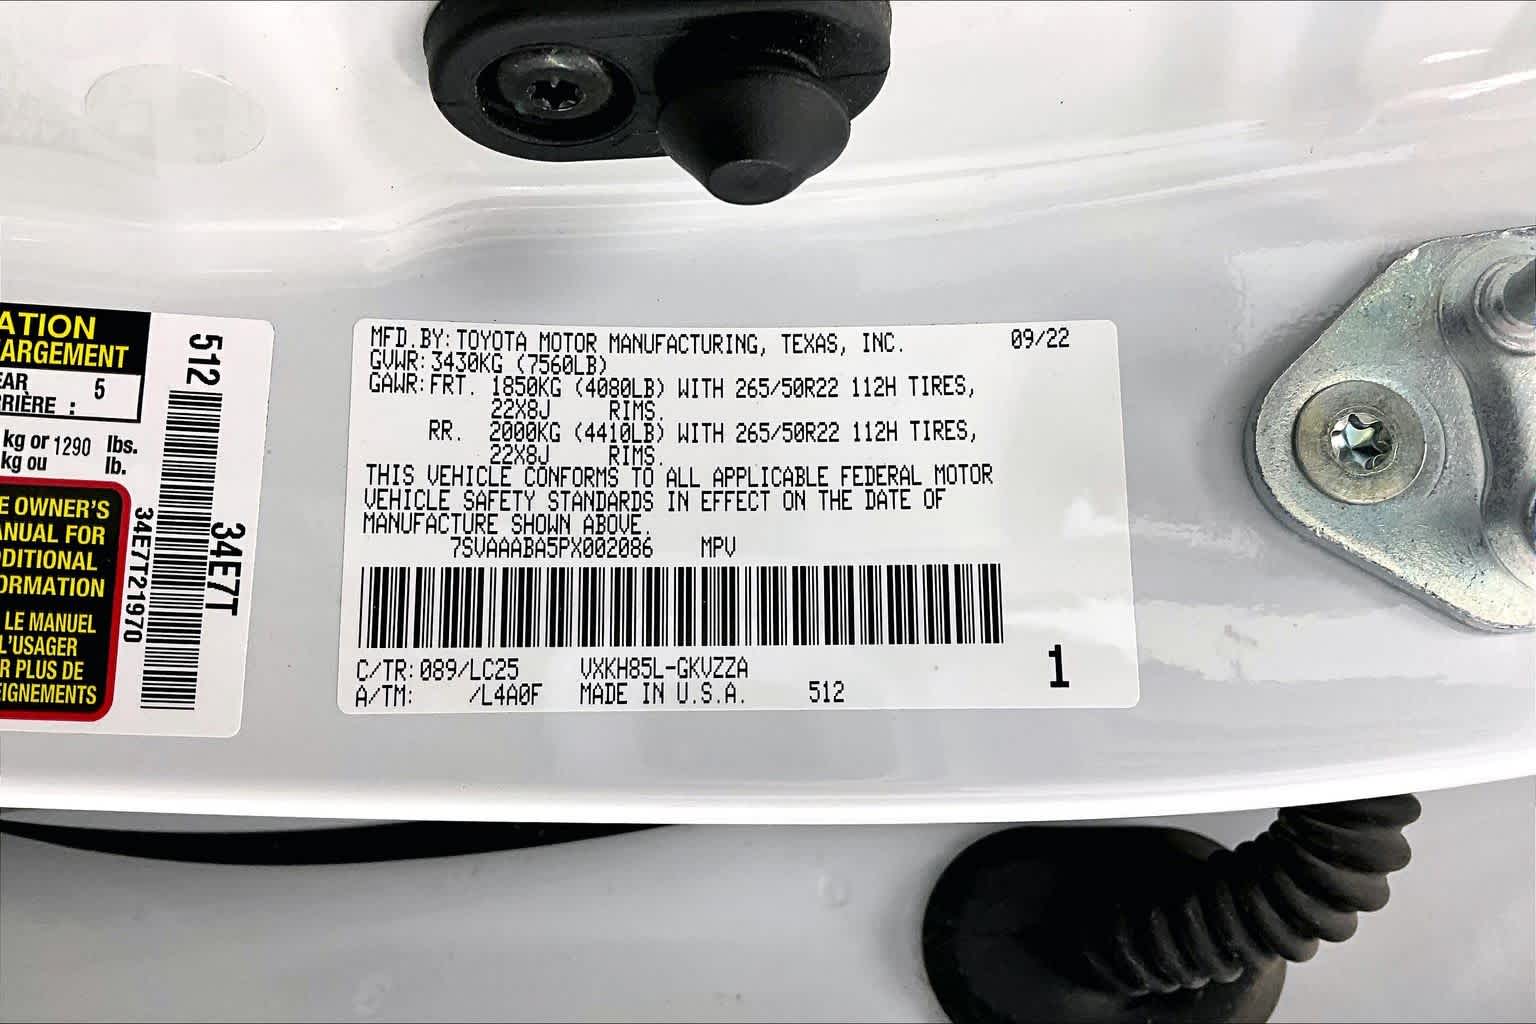 ATION
ARGEMENT
EAR 5
RIÈRE :
kg or 1290 lbs.
kg ou lb.
E OWNER'S
ANUAL FOR
DDITIONAL
ORMATION
LE MANUEL
L'USAGER
R PLUS DE
EIGNEMENTS
512
34E7T
34E7T21970
MFD.BY: TOYOTA MOTOR MANUFACTURING, TEXAS, INC. 09/22
GVWR: 3430KG (7560LB)
GAWR: FRT. 1850KG (4080LB) WITH 265/50R22 112H TIRES,
22X8J RIMS.
RR. 2000KG (4410LB) WITH 265/50R22 112H TIRES,
22X8J RIMS.
THIS VEHICLE CONFORMS TO ALL APPLICABLE FEDERAL MOTOR
VEHICLE SAFETY STANDARDS IN EFFECT ON THE DATE OF
MANUFACTURE SHOWN ABOVE.
7SVAAABA5PX002086 MPV
C/TR: 089/LC25 VXKH85L-GKVZZA
A/TM: /L4A0F MADE IN U.S.A. 512
1